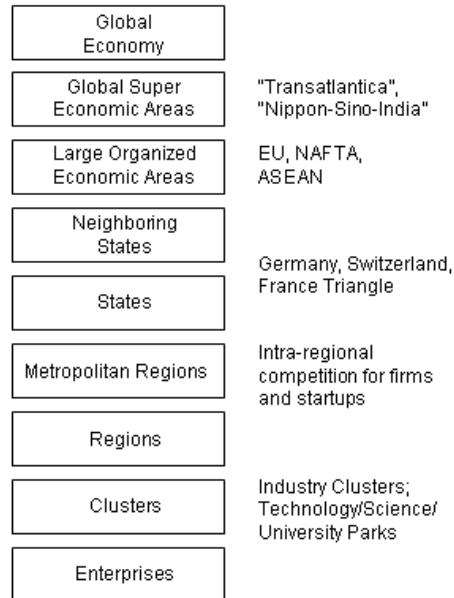 Global
Economy
Global Super
Economic Areas
"Transatlantica",
"Nippon-Sino-India"
Large Organized
Economic Areas
EU, NAFTA,
ASEAN
Neighboring
States
Germany, Switzerland,
France Triangle
States
Metropolitan Regions
Intra-regional
competition for firms
and startups
Regions
Clusters
Industry Clusters;
Technology/Science/
University Parks
Enterprises